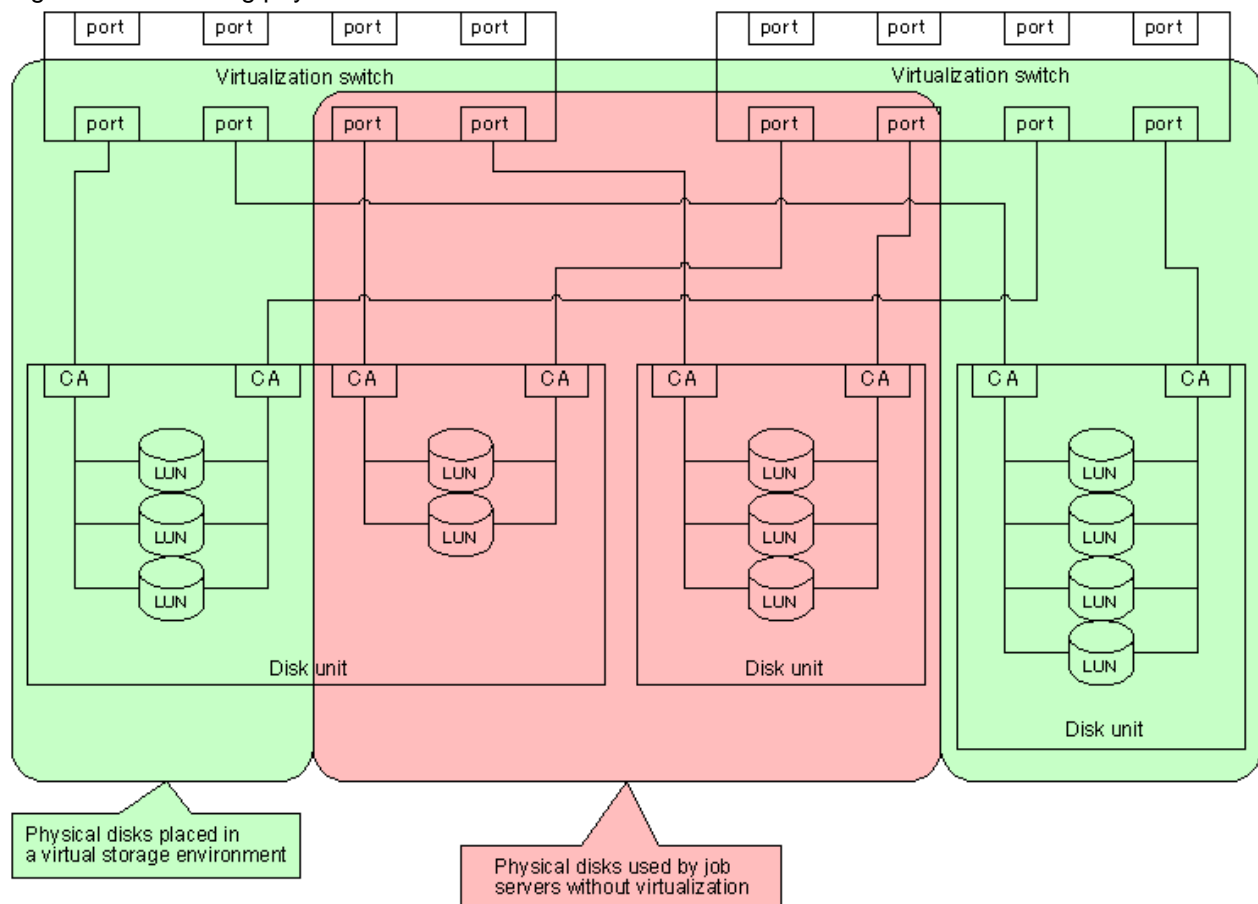 port port port port port port port port
Virtualization switch Virtualization switch
port port port port port port port port
CA CA CA CA CA CA CA CA
LUN LUN LUN LUN
LUN LUN LUN LUN
LUN LUN LUN
LUN
Disk unit Disk unit
Disk unit
Physical disks placed in
a virtual storage environment
Physical disks used by job
servers without virtualization